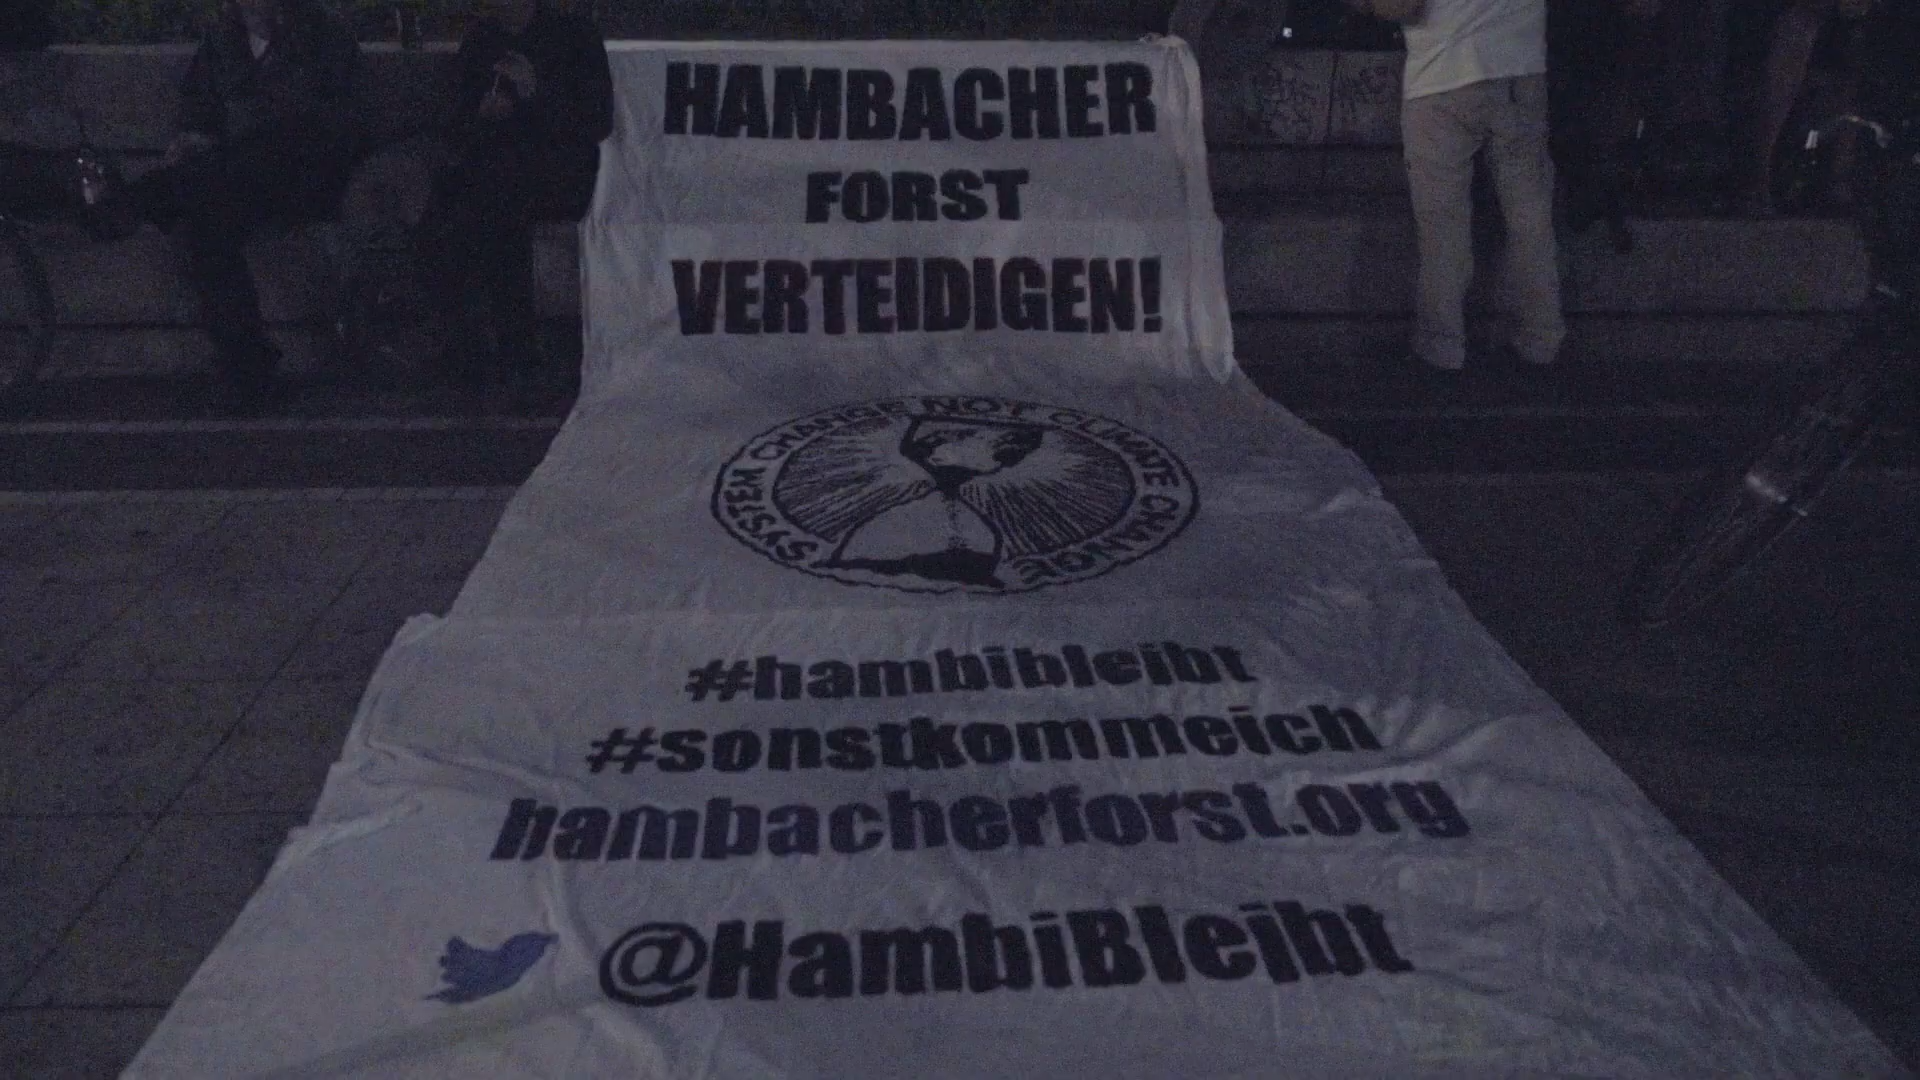 HAMBACHER
FORST
VERTEIDIGEN!
SYSTEM CHANGE NOT CLIMATE CHANGE
#hambibleibt
#sonstkommeich
hambacherforst.org
@HambiBleibt